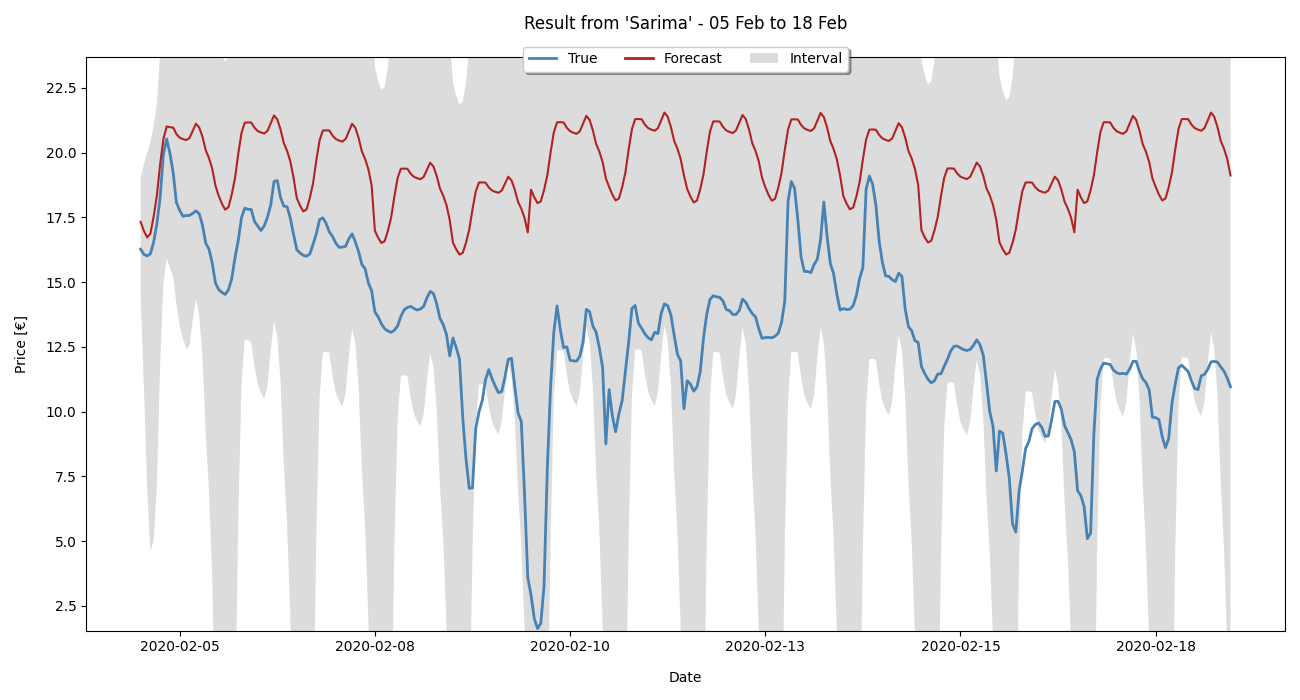 Result from 'Sarima' - 05 Feb to 18 Feb
True Forecast Interval
Price [€]
22.5
20.0
17.5
15.0
12.5
10.0
7.5
5.0
2.5
2020-02-05 2020-02-08 2020-02-10 2020-02-13 2020-02-15 2020-02-18
Date